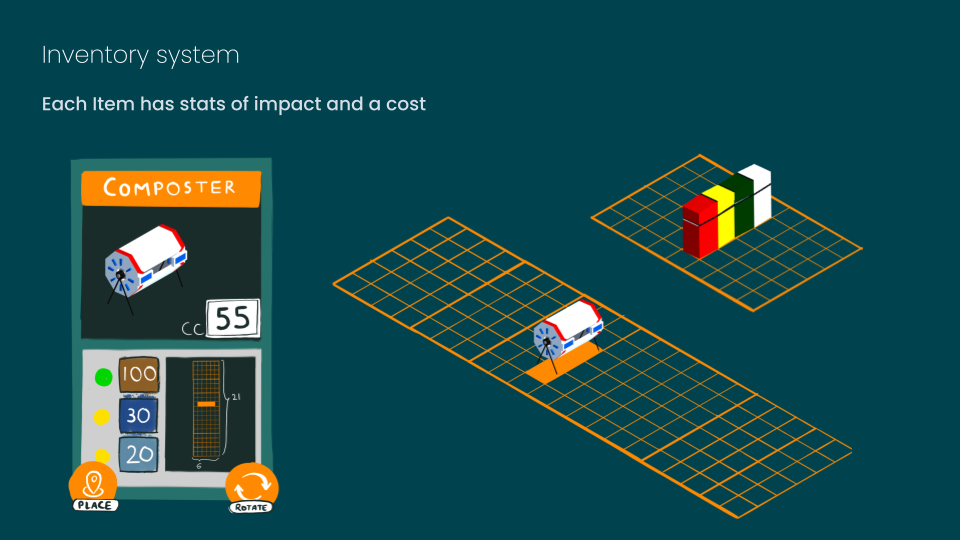 Inventory system
Each Item has stats of impact and a cost
COMPOSTER
CC 55
100
30
20
21
6
PLACE
ROTATE